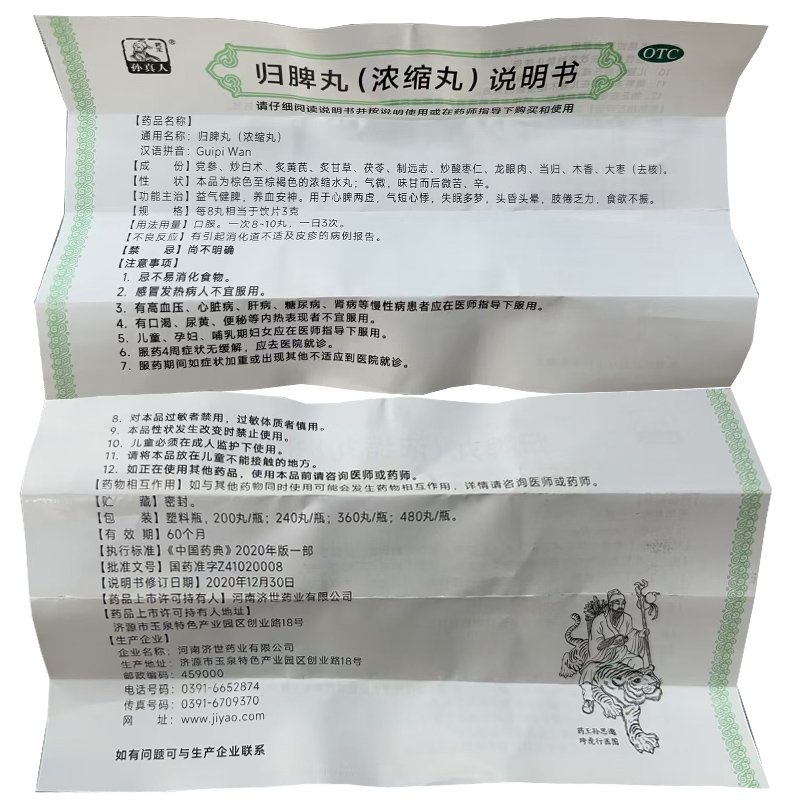 药王
孙真人
®
OTC
归脾丸（浓缩丸）说明书
请仔细阅读说明书并按说明使用或在药师指导下购买和使用
【药品名称】
通用名称：归脾丸（浓缩丸）
汉语拼音：Guipi Wan
【成　　份】党参、炒白术、炙黄芪、炙甘草、茯苓、制远志、炒酸枣仁、龙眼肉、当归、木香、大枣（去核）。
【性　　状】本品为棕色至棕褐色的浓缩水丸；气微，味甘而后微苦、辛。
【功能主治】益气健脾，养血安神。用于心脾两虚，气短心悸，失眠多梦，头昏头晕，肢倦乏力，食欲不振。
【规　　格】每8丸相当于饮片3克
【用法用量】口服。一次8~10丸，一日3次。
【不良反应】有引起消化道不适及皮疹的病例报告。
【禁　　忌】尚不明确
【注意事项】
1. 忌不易消化食物。
2. 感冒发热病人不宜服用。
3. 有高血压、心脏病、肝病、糖尿病、肾病等慢性病患者应在医师指导下服用。
4. 有口渴、尿黄、便秘等内热表现者不宜服用。
5. 儿童、孕妇、哺乳期妇女应在医师指导下服用。
6. 服药4周症状无缓解，应去医院就诊。
7. 服药期间如症状加重或出现其他不适应到医院就诊。
8. 对本品过敏者禁用，过敏体质者慎用。
9. 本品性状发生改变时禁止使用。
10. 儿童必须在成人监护下使用。
11. 请将本品放在儿童不能接触的地方。
12. 如正在使用其他药品，使用本品前请咨询医师或药师。
【药物相互作用】如与其他药物同时使用可能会发生药物相互作用，详情请咨询医师或药师。
【贮　　藏】密封。
【包　　装】塑料瓶，200丸/瓶；240丸/瓶；360丸/瓶；480丸/瓶。
【有 效 期】60个月
【执行标准】《中国药典》2020年版一部
【批准文号】国药准字Z41020008
【说明书修订日期】2020年12月30日
【药品上市许可持有人】河南济世药业有限公司
【药品上市许可持有人地址】
济源市玉泉特色产业园区创业路18号
【生产企业】
企业名称：河南济世药业有限公司
生产地址：济源市玉泉特色产业园区创业路18号
邮政编码：459000
电话号码：0391-6652874
传真号码：0391-6709370
网　　址：www.jiyao.com
如有问题可与生产企业联系
药王孙思邈
跨虎行医图